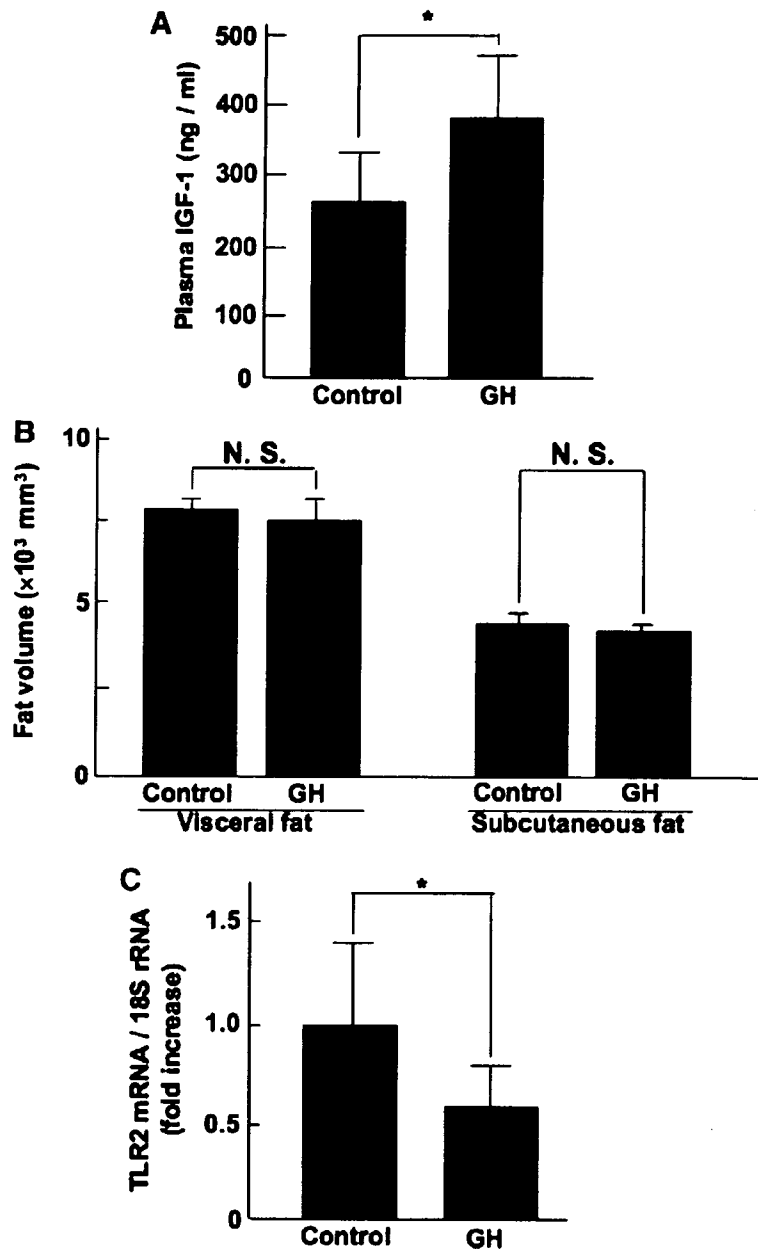 A
Plasma IGF-1 (ng / ml)
500
400
300
200
100
0
*
Control GH
B
Fat volume (×10³ mm³)
10
5
0
N. S.
N. S.
Control GH Control GH
Visceral fat Subcutaneous fat
C
TLR2 mRNA / 18S rRNA
(fold increase)
1.5
1.0
0.5
0
*
Control GH